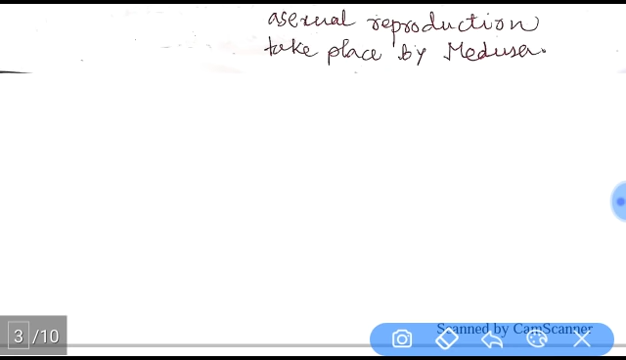 asexual reproduction
take place by Medusa.
3 /10
Scanned by CamScanner